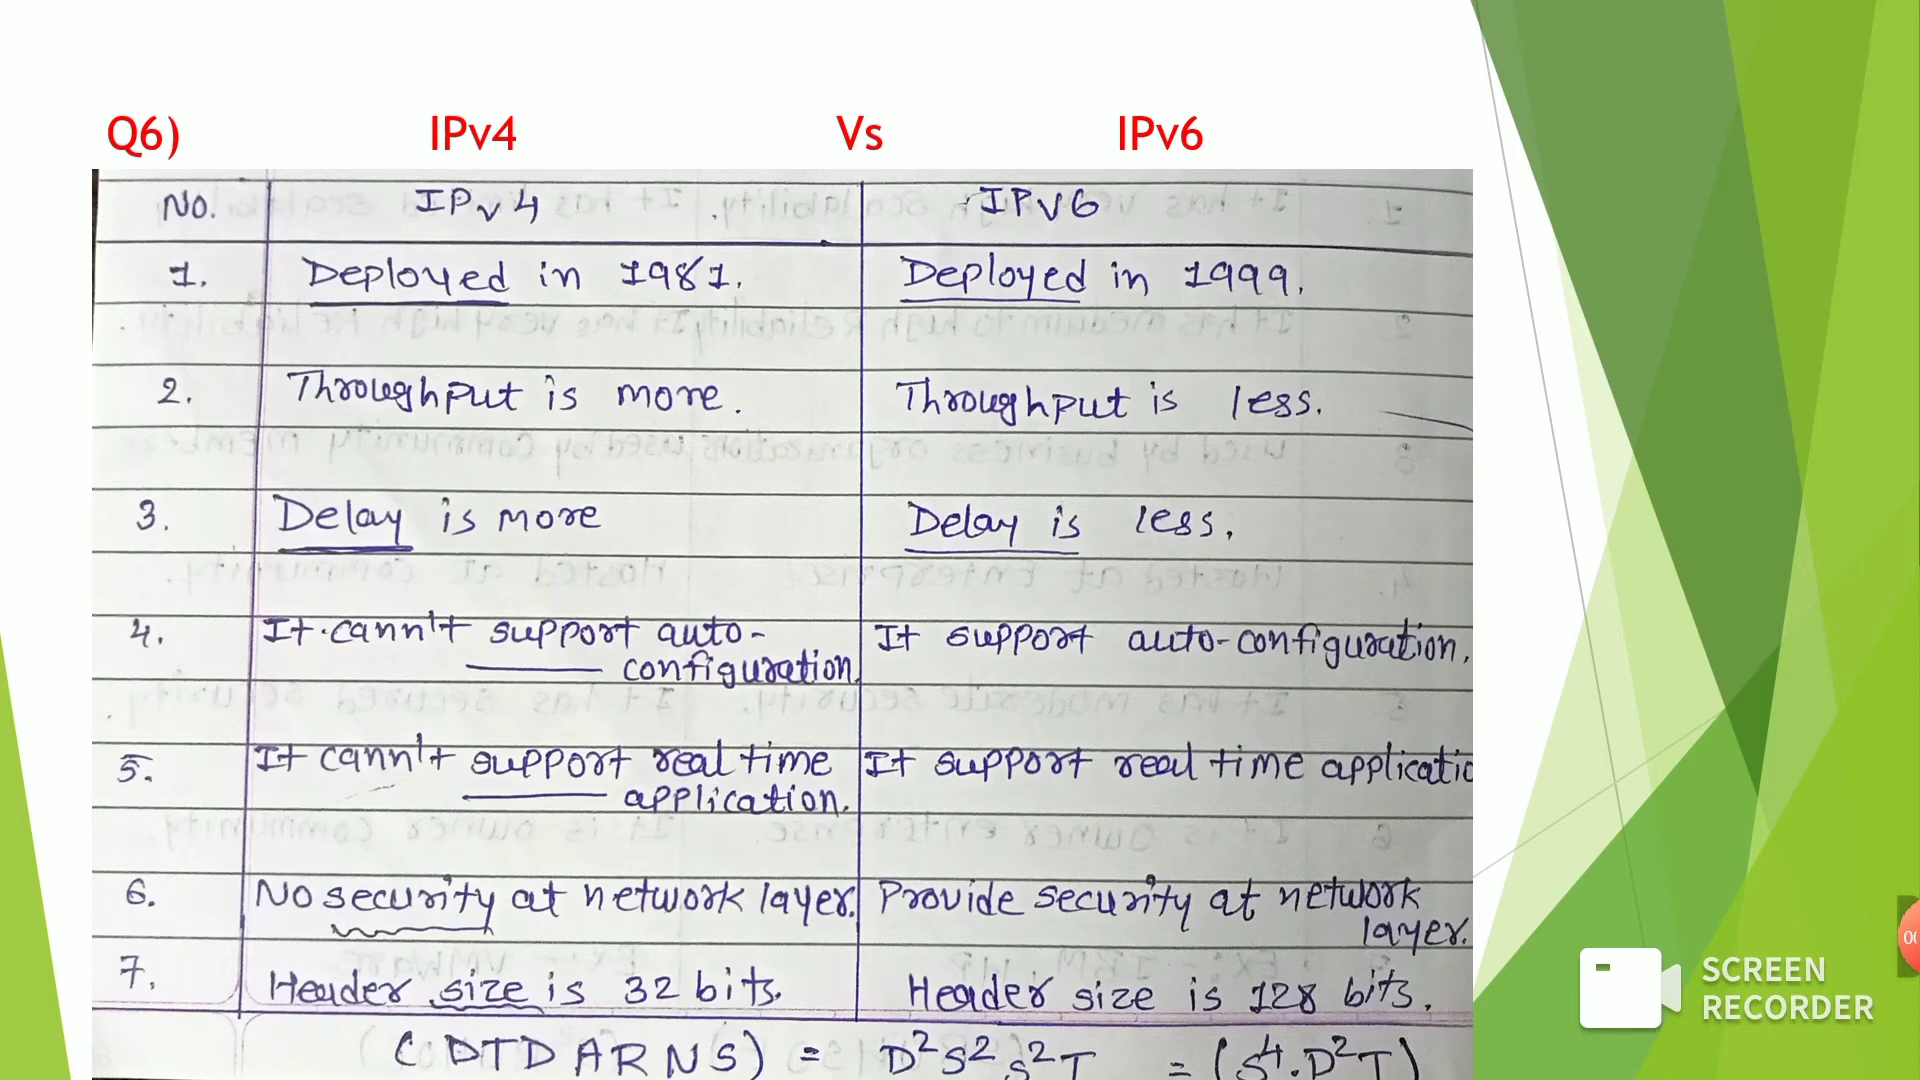 Q6) IPv4 Vs IPv6
No. IPv4 IPv6
1. Deployed in 1981. Deployed in 1999.
2. Throughput is more. Throughput is less.
3. Delay is more Delay is less.
4. It cann't support auto- It support auto-configuration.
configuration.
5. It cann't support real time It support real time applicatio
application.
6. No security at network layer. Provide security at network
layer.
7. Header size is 32 bits. Header size is 128 bits.
(DTDARNS) = D²S²S²T = (S⁴.D²T)
SCREEN
RECORDER